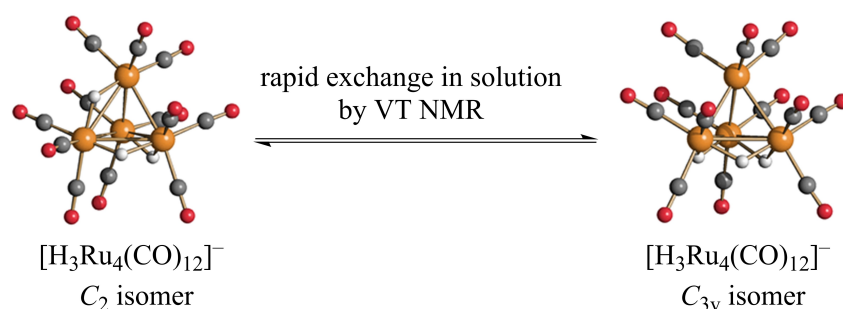 rapid exchange in solution
by VT NMR
[H₃Ru₄(CO)₁₂]⁻
C₂ isomer
[H₃Ru₄(CO)₁₂]⁻
C₃ᵥ isomer